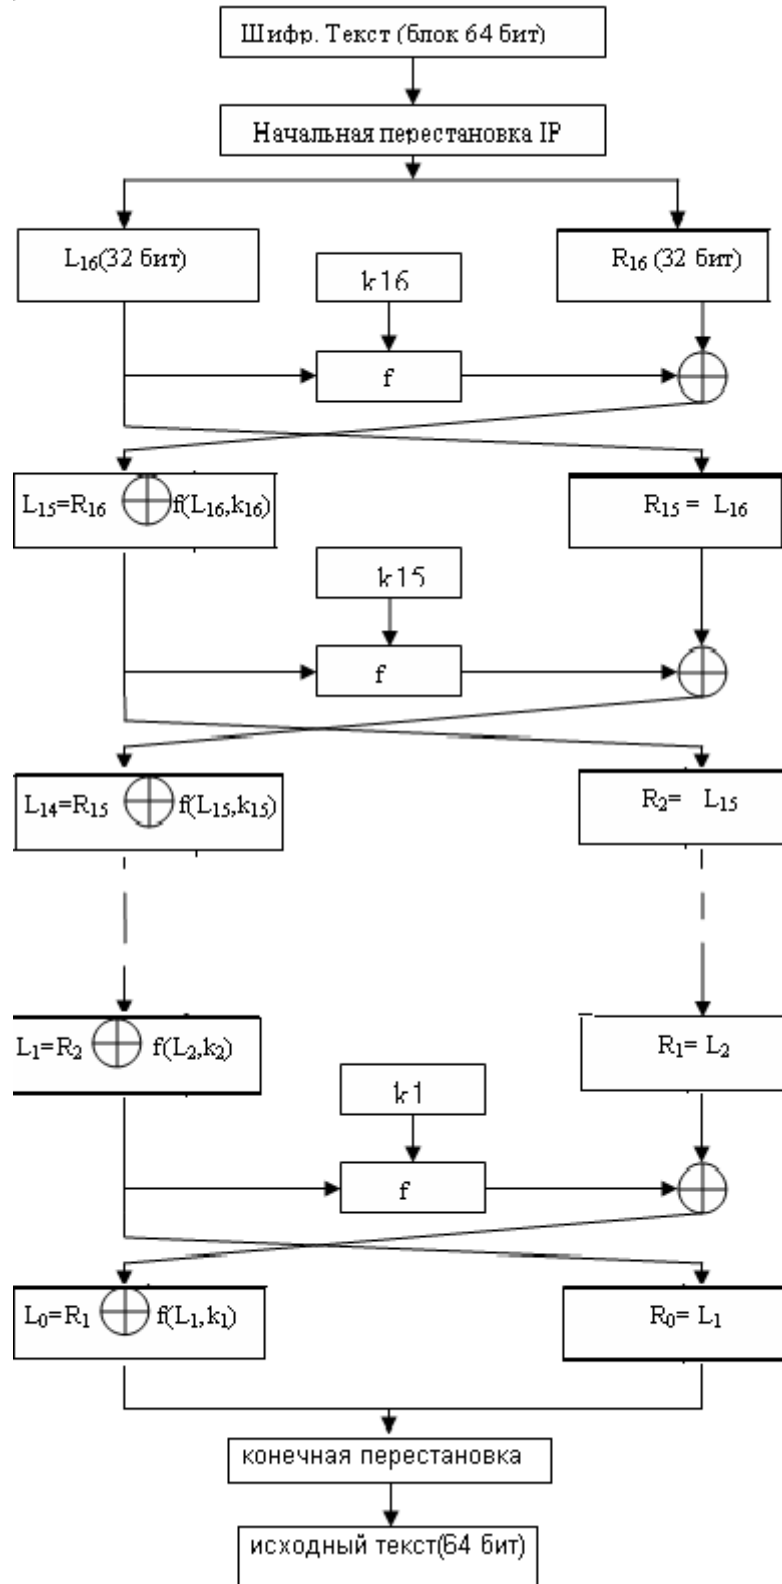 Шифр. Текст (блок 64 бит)
Начальная перестановка IP
L₁₆(32 бит)
R₁₆ (32 бит)
k16
f
L₁₅=R₁₆ ⊕ f(L₁₆,k₁₆)
R₁₅ = L₁₆
k15
f
L₁₄=R₁₅ ⊕ f(L₁₅,k₁₅)
R₂= L₁₅
L₁=R₂ ⊕ f(L₂,k₂)
R₁= L₂
k1
f
L₀=R₁ ⊕ f(L₁,k₁)
R₀= L₁
конечная перестановка
исходный текст(64 бит)